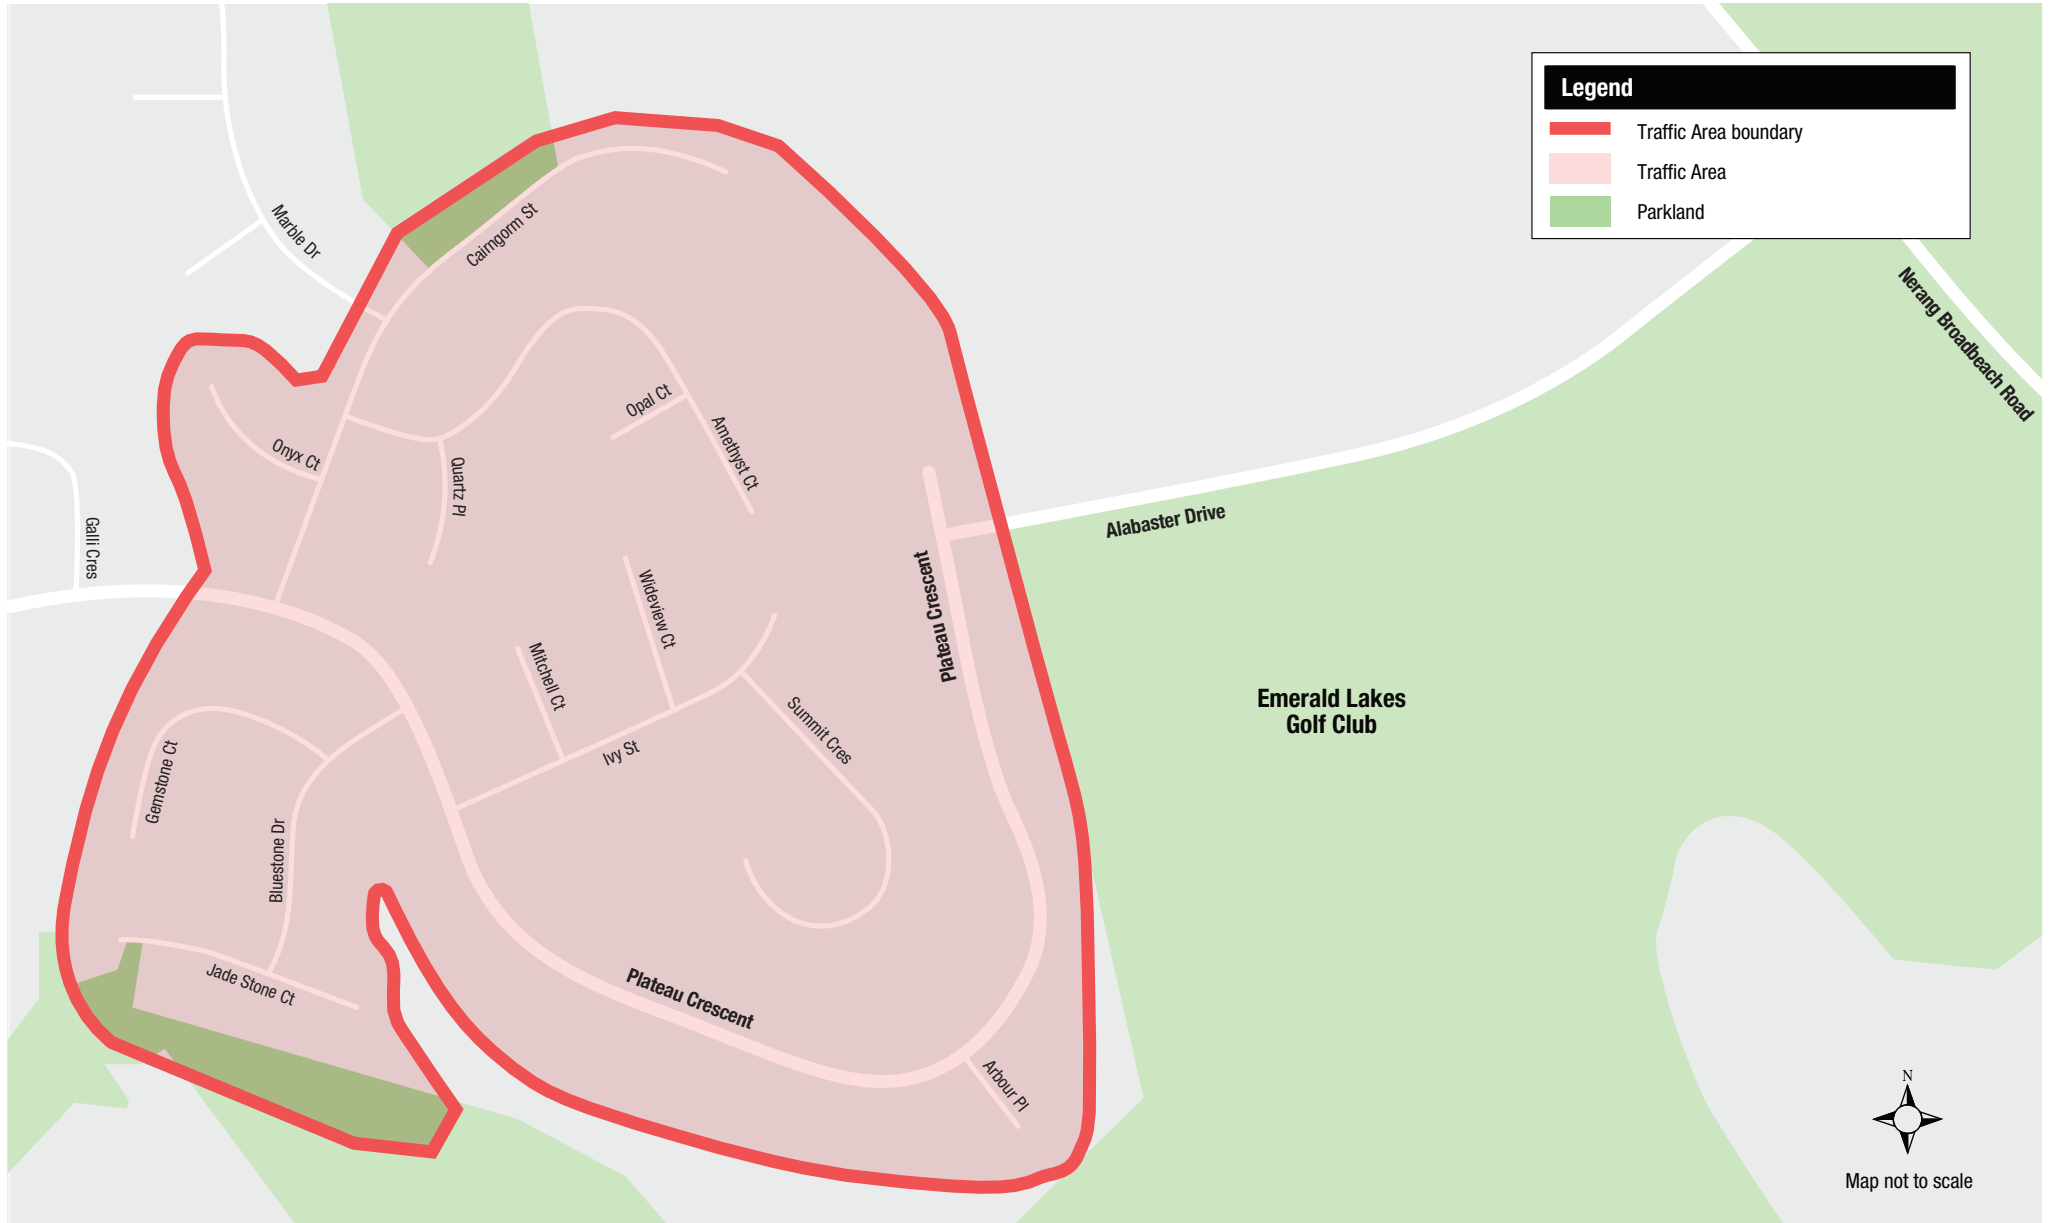 Legend
Traffic Area boundary
Traffic Area
Parkland
Marble Dr
Cairngorm St
Nerang Broadbeach Road
Opal Ct
Amethyst Ct
Onyx Ct
Quartz Pl
Galli Cres
Alabaster Drive
Plateau Crescent
Wideview Ct
Mitchell Ct
Summit Cres
Ivy St
Emerald Lakes
Golf Club
Gemstone Ct
Bluestone Dr
Jade Stone Ct
Plateau Crescent
Arbour Pl
N
Map not to scale